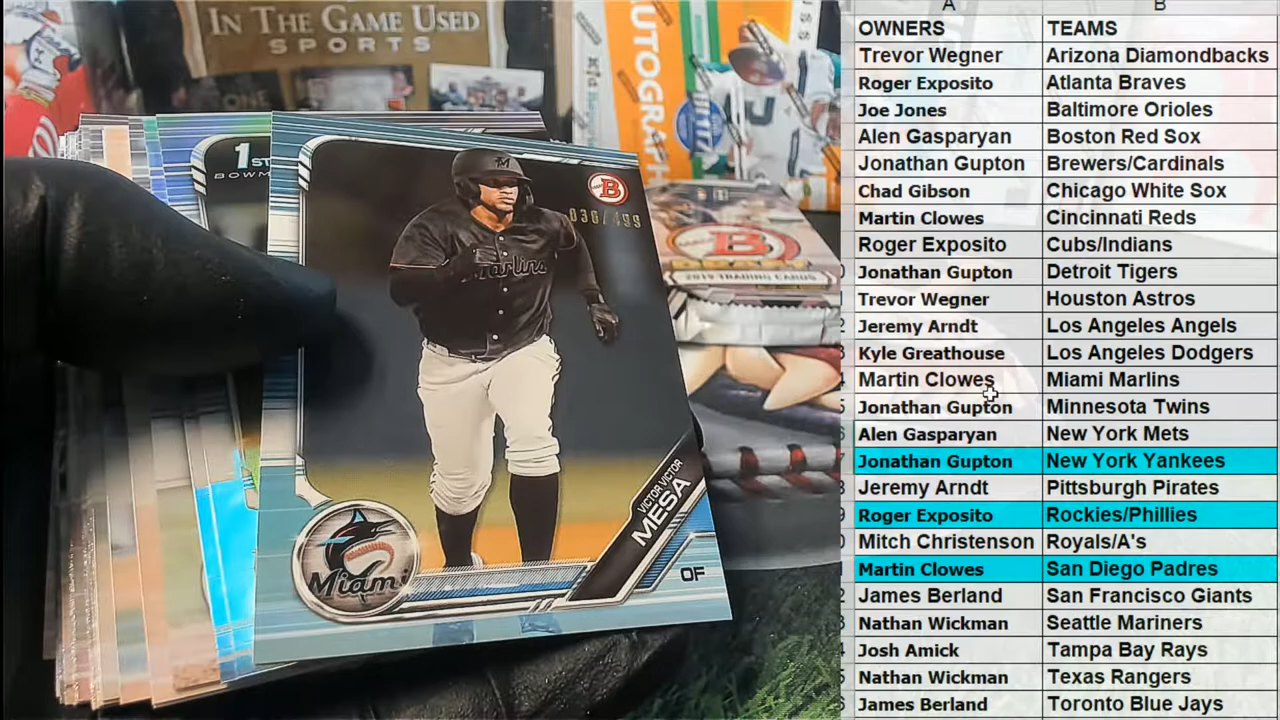 IN THE GAME USED
SPORTS
AUTOGRAPH
1ST
BOWM
B
038/499
Marlins
B
2019 TRADING CARDS
VICTOR VICTOR
MESA
Miami
OF
A B
OWNERS TEAMS
Trevor Wegner Arizona Diamondbacks
Roger Exposito Atlanta Braves
Joe Jones Baltimore Orioles
Alen Gasparyan Boston Red Sox
Jonathan Gupton Brewers/Cardinals
Chad Gibson Chicago White Sox
Martin Clowes Cincinnati Reds
Roger Exposito Cubs/Indians
Jonathan Gupton Detroit Tigers
Trevor Wegner Houston Astros
Jeremy Arndt Los Angeles Angels
Kyle Greathouse Los Angeles Dodgers
Martin Clowes Miami Marlins
Jonathan Gupton Minnesota Twins
Alen Gasparyan New York Mets
Jonathan Gupton New York Yankees
Jeremy Arndt Pittsburgh Pirates
Roger Exposito Rockies/Phillies
Mitch Christenson Royals/A's
Martin Clowes San Diego Padres
James Berland San Francisco Giants
Nathan Wickman Seattle Mariners
Josh Amick Tampa Bay Rays
Nathan Wickman Texas Rangers
James Berland Toronto Blue Jays